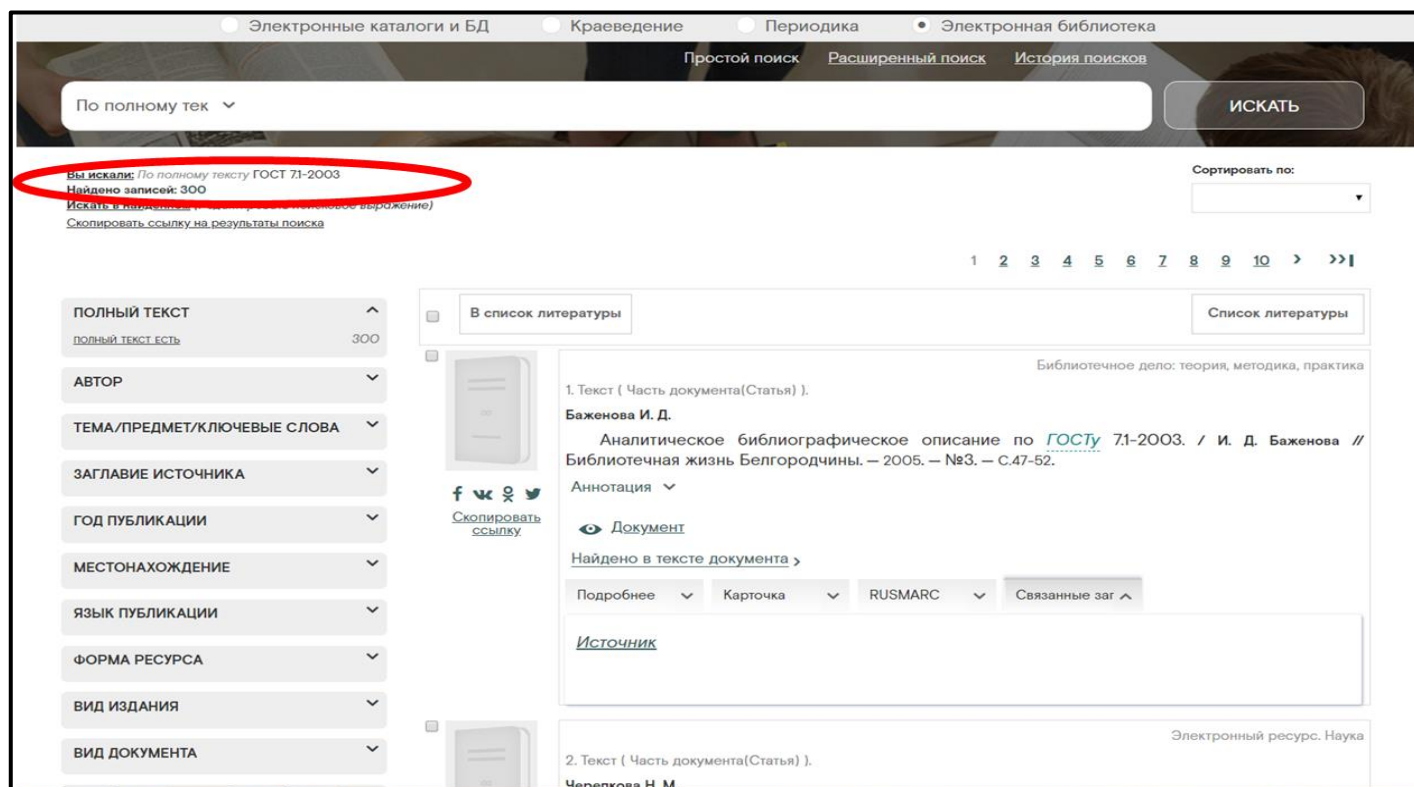 Электронные каталоги и БД Краеведение Периодика Электронная библиотека
Простой поиск Расширенный поиск История поисков
По полному тек ИСКАТЬ
Вы искали: По полному тексту ГОСТ 7.1-2003
Найдено записей: 300
Искать в найденном поисковое выражение)
Скопировать ссылку на результаты поиска
Сортировать по:
1 2 3 4 5 6 7 8 9 10 > >>|
ПОЛНЫЙ ТЕКСТ
ПОЛНЫЙ ТЕКСТ ЕСТЬ 300
АВТОР
ТЕМА/ПРЕДМЕТ/КЛЮЧЕВЫЕ СЛОВА
ЗАГЛАВИЕ ИСТОЧНИКА
ГОД ПУБЛИКАЦИИ
МЕСТОНАХОЖДЕНИЕ
ЯЗЫК ПУБЛИКАЦИИ
ФОРМА РЕСУРСА
ВИД ИЗДАНИЯ
ВИД ДОКУМЕНТА
В список литературы Список литературы
Библиотечное дело: теория, методика, практика
1. Текст ( Часть документа(Статья) ).
Баженова И. Д.
Аналитическое библиографическое описание по ГОСТу 7.1-2003. / И. Д. Баженова //
Библиотечная жизнь Белгородчины. — 2005. — №3. — С.47-52.
Аннотация
Скопировать
ссылку
Документ
Найдено в тексте документа >
Подробнее Карточка RUSMARC Связанные заг
Источник
Электронный ресурс. Наука
2. Текст ( Часть документа(Статья) ).
Черепкова Н. М.